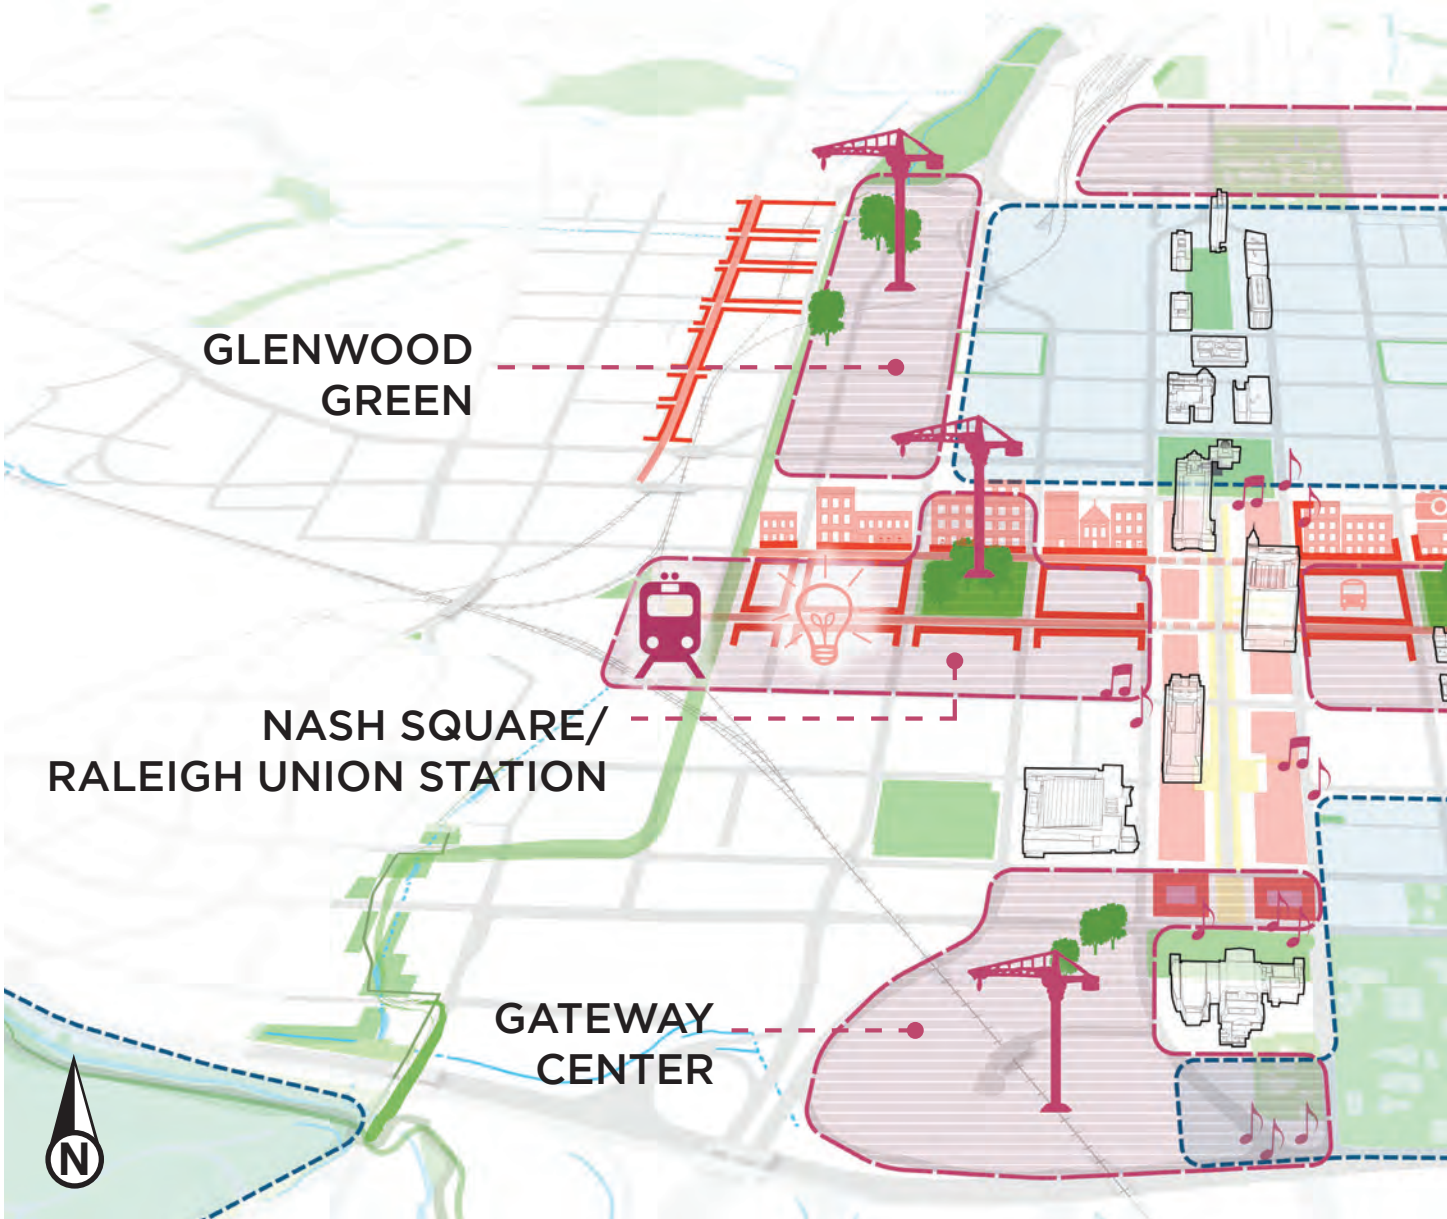 GLENWOOD
GREEN
NASH SQUARE/
RALEIGH UNION STATION
GATEWAY
CENTER
N